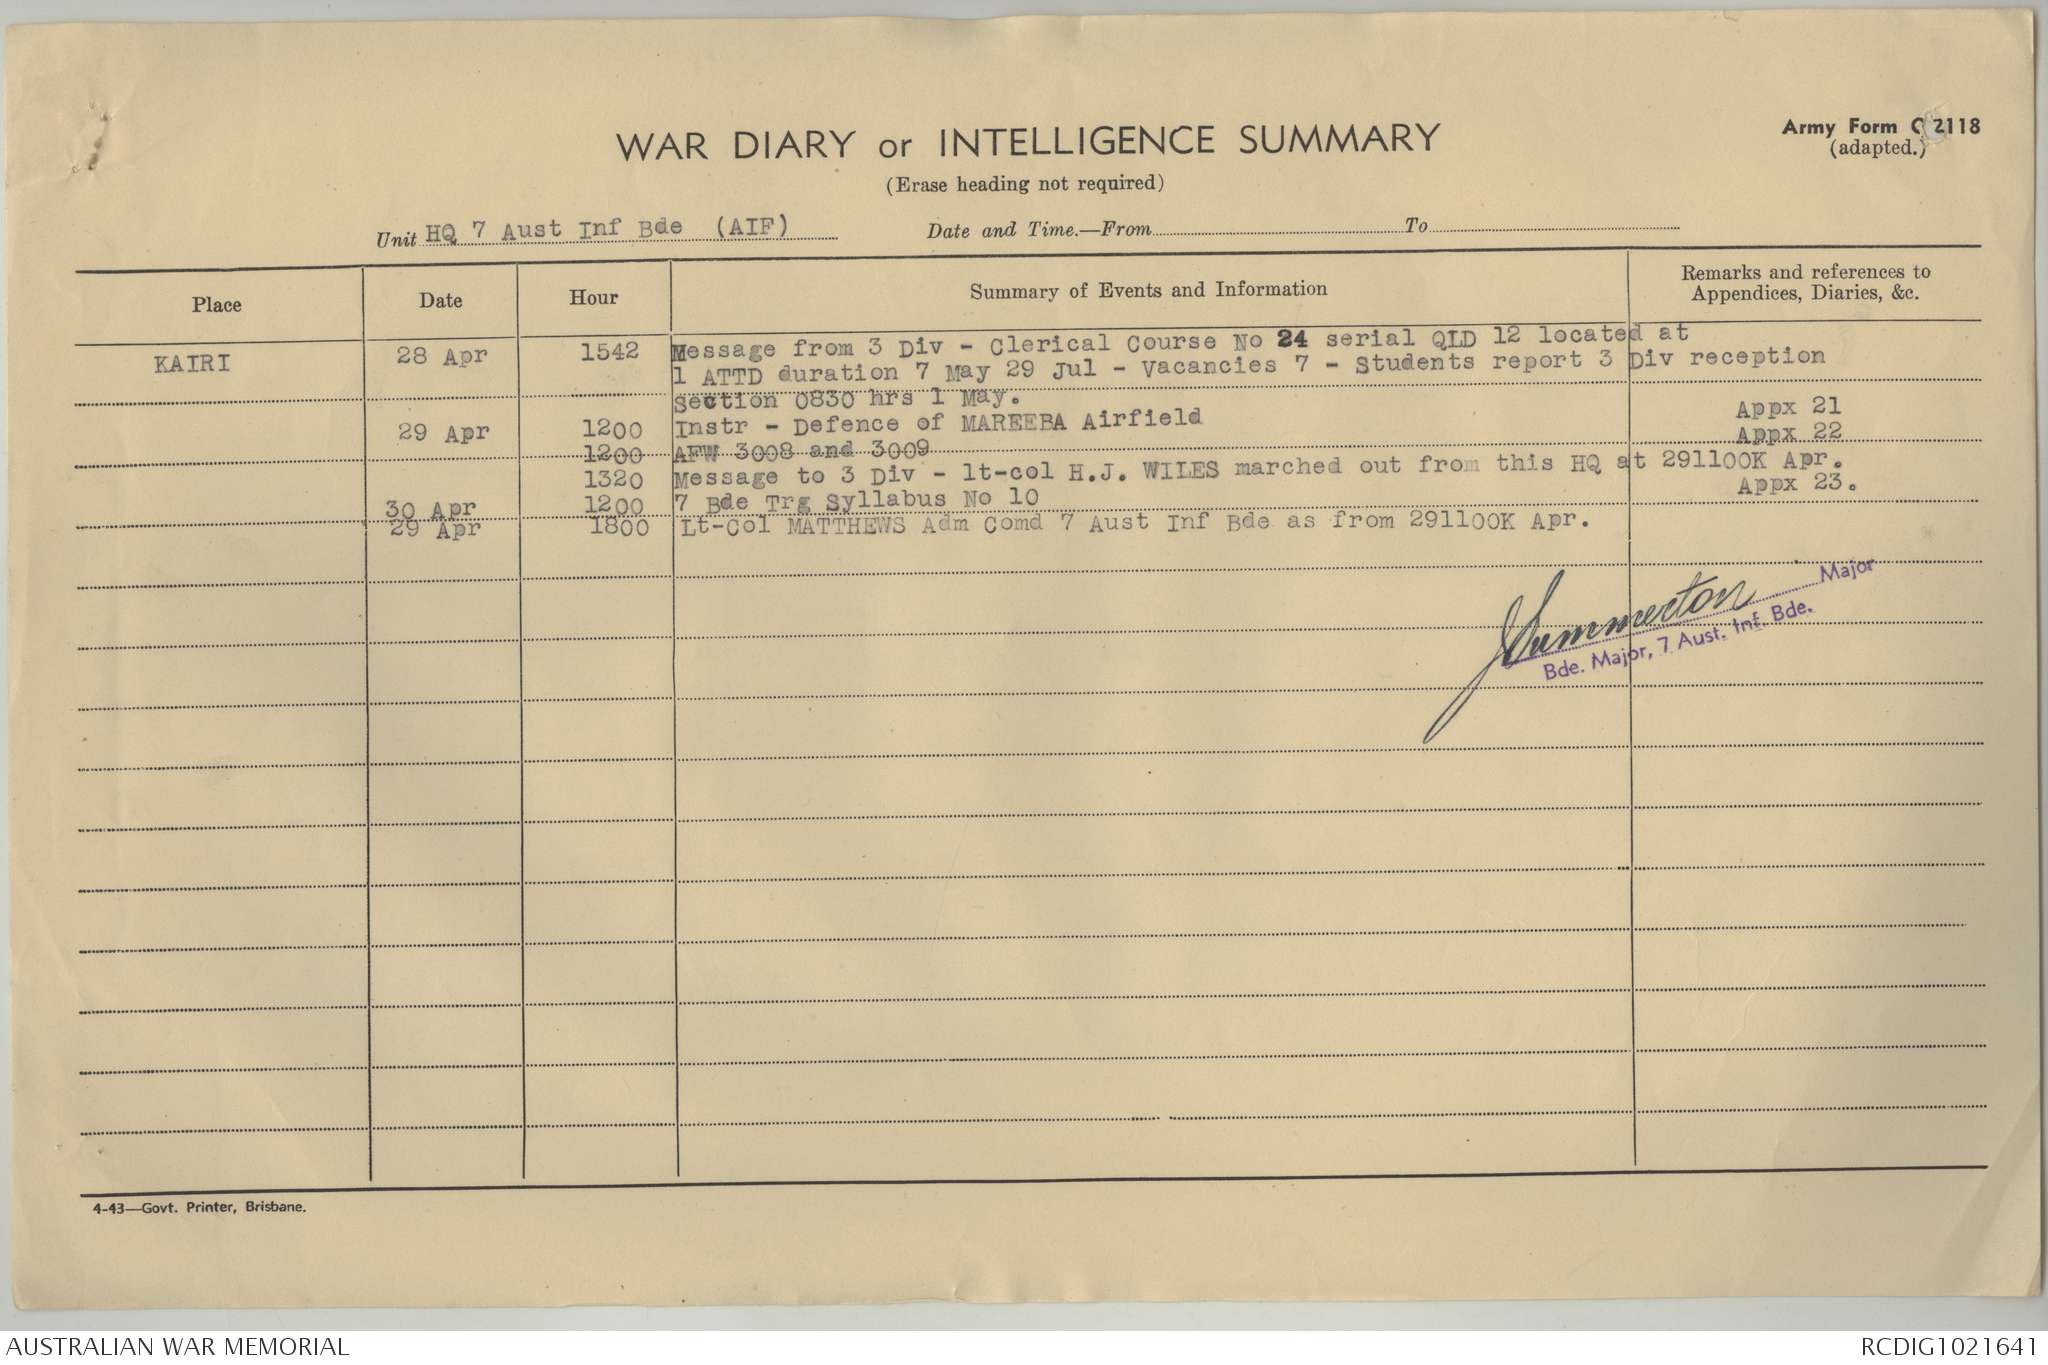 WAR DIARY or INTELLIGENCE SUMMARY
Army Form C 2118
(adapted.)
(Erase heading not required)
Unit HQ 7 Aust Inf Bde (AIF) Date and Time.—From To
Place Date Hour Summary of Events and Information Remarks and references to
Appendices, Diaries, &c.
KAIRI 28 Apr 1542 Message from 3 Div - Clerical Course No 24 serial QLD 12 located at
1 ATTD duration 7 May 29 Jul - Vacancies 7 - Students report 3 Div reception
section 0830 hrs 1 May.
29 Apr 1200 Instr - Defence of MAREEBA Airfield Appx 21
1200 AFW 3008 and 3009 Appx 22
1320 Message to 3 Div - lt-col H.J. WILES marched out from this HQ at 291100K Apr.
30 Apr 1200 7 Bde Trg Syllabus No 10 Appx 23.
29 Apr 1800 Lt-Col MATTHEWS Adm Comd 7 Aust Inf Bde as from 291100K Apr.
JSummerton Major
Bde. Major, 7 Aust. Inf. Bde.
4-43—Govt. Printer, Brisbane.
AUSTRALIAN WAR MEMORIAL RCDIG1021641